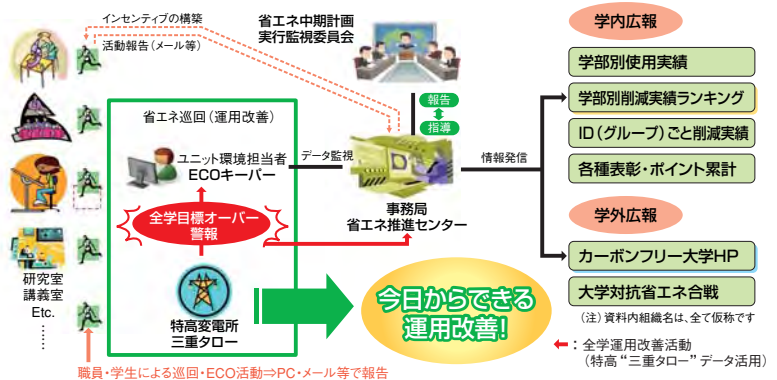 インセンティブの構築
活動報告（メール等）
省エネ中期計画
実行監視委員会
報告
指導
省エネ巡回（運用改善）
ユニット環境担当者
ECOキーパー
データ監視
事務局
省エネ推進センター
情報発信
全学目標オーバー
警報
特高変電所
三重タロー
研究室
講義室
Etc.
……
今日からできる
運用改善！
学内広報
学部別使用実績
学部別削減実績ランキング
ID（グループ）ごと削減実績
各種表彰・ポイント累計
学外広報
カーボンフリー大学HP
大学対抗省エネ合戦
（注）資料内組織名は、全て仮称です
：全学運用改善活動
（特高“三重タロー”データ活用）
職員・学生による巡回・ECO活動⇒PC・メール等で報告